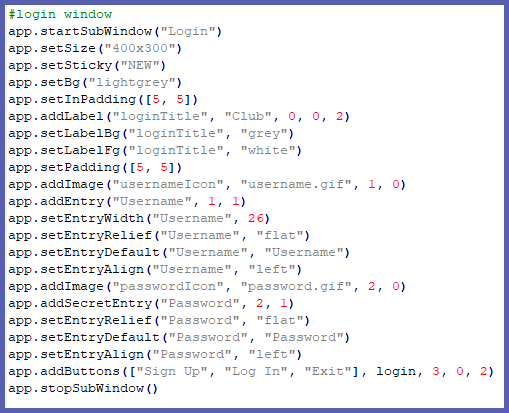 #login window
app.startSubWindow("Login")
app.setSize("400x300")
app.setSticky("NEW")
app.setBg("lightgrey")
app.setInPadding([5, 5])
app.addLabel("loginTitle", "Club", 0, 0, 2)
app.setLabelBg("loginTitle", "grey")
app.setLabelFg("loginTitle", "white")
app.setPadding([5, 5])
app.addImage("usernameIcon", "username.gif", 1, 0)
app.addEntry("Username", 1, 1)
app.setEntryWidth("Username", 26)
app.setEntryRelief("Username", "flat")
app.setEntryDefault("Username", "Username")
app.setEntryAlign("Username", "left")
app.addImage("passwordIcon", "password.gif", 2, 0)
app.addSecretEntry("Password", 2, 1)
app.setEntryRelief("Password", "flat")
app.setEntryDefault("Password", "Password")
app.setEntryAlign("Password", "left")
app.addButtons(["Sign Up", "Log In", "Exit"], login, 3, 0, 2)
app.stopSubWindow()